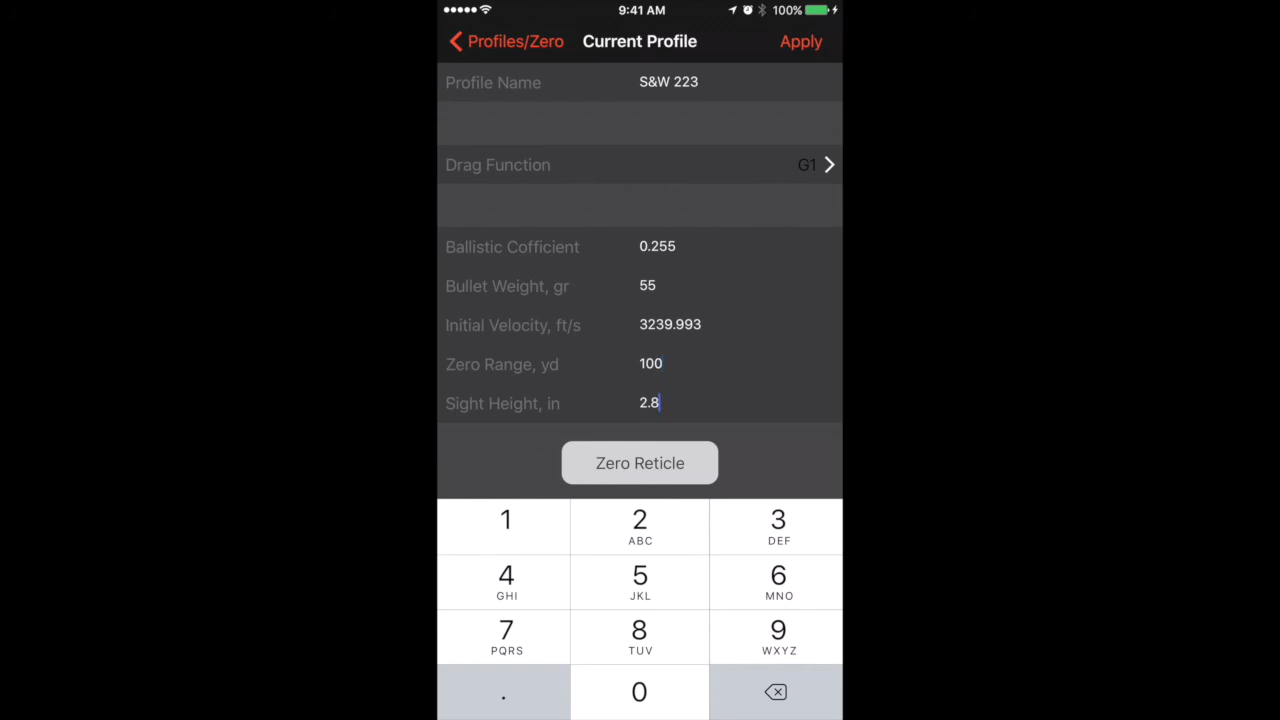 9:41 AM 100%
Profiles/Zero Current Profile Apply
Profile Name S&W 223
Drag Function G1
Ballistic Cofficient 0.255
Bullet Weight, gr 55
Initial Velocity, ft/s 3239.993
Zero Range, yd 100
Sight Height, in 2.8
Zero Reticle
1 2 3
ABC DEF
4 5 6
GHI JKL MNO
7 8 9
PQRS TUV WXYZ
. 0